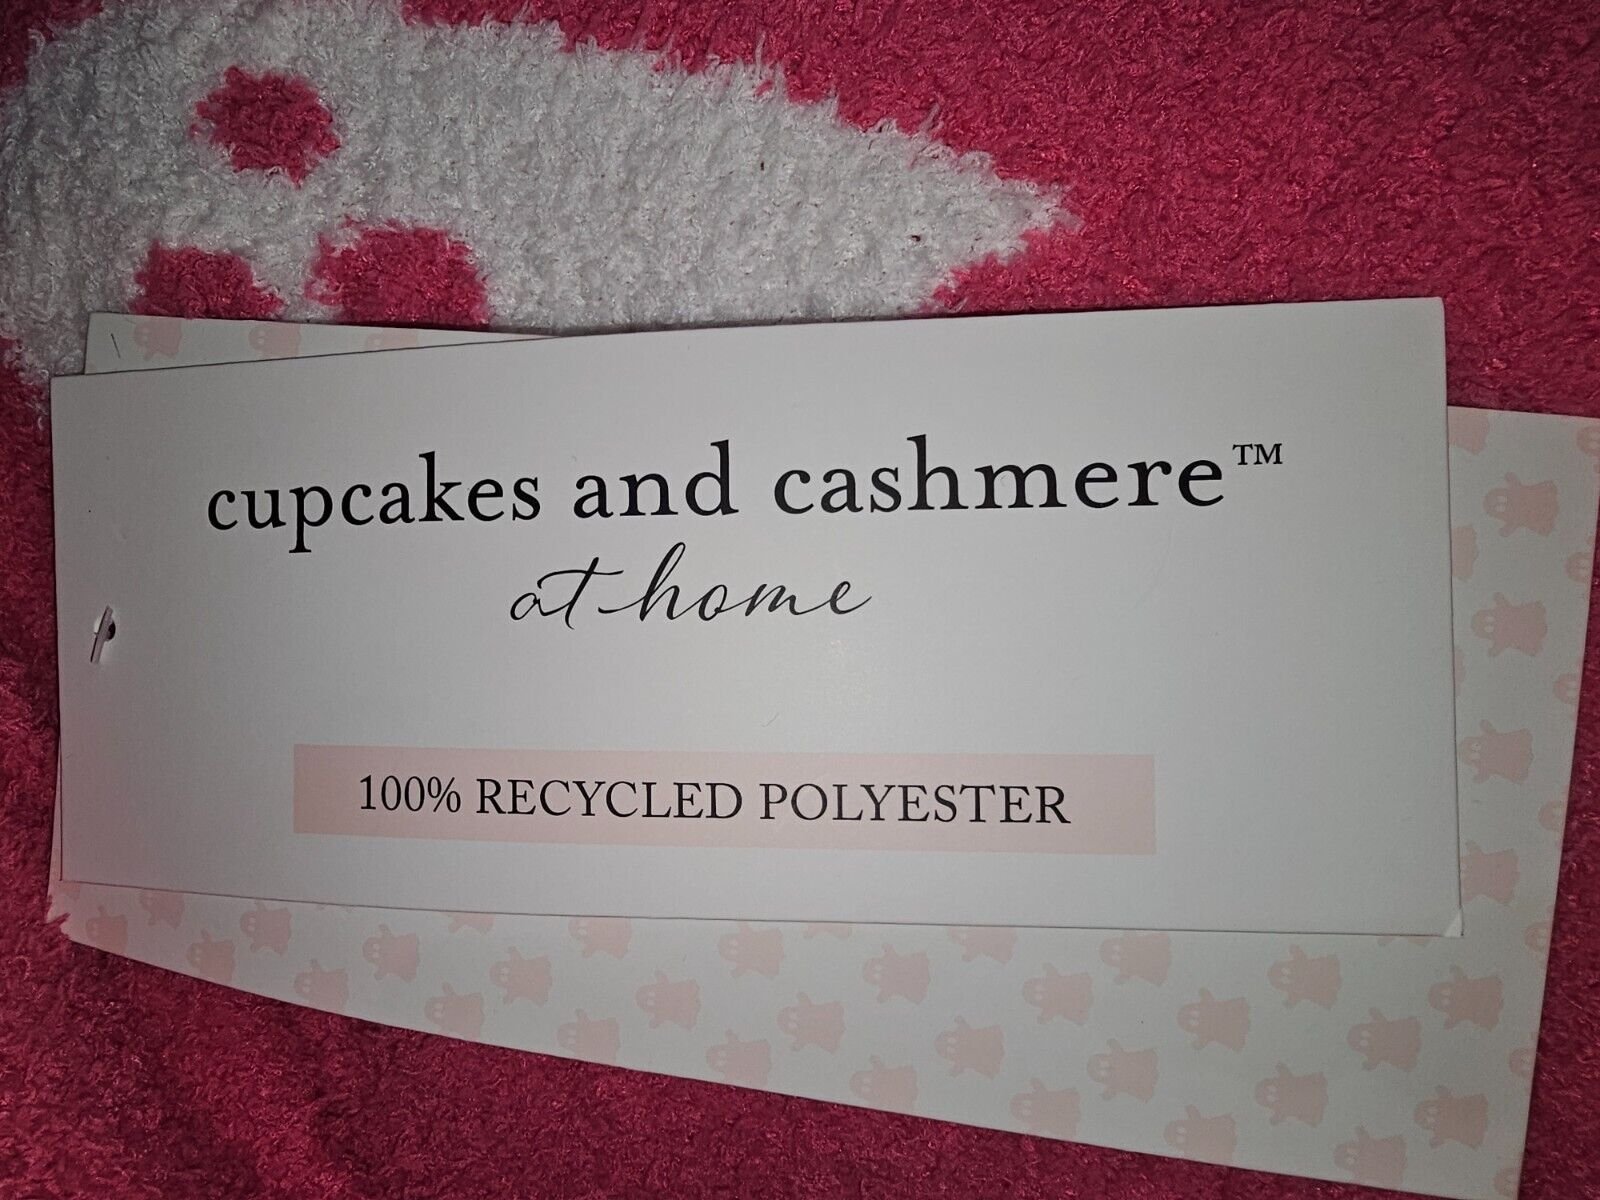 cupcakes and cashmere™
at home
100% RECYCLED POLYESTER